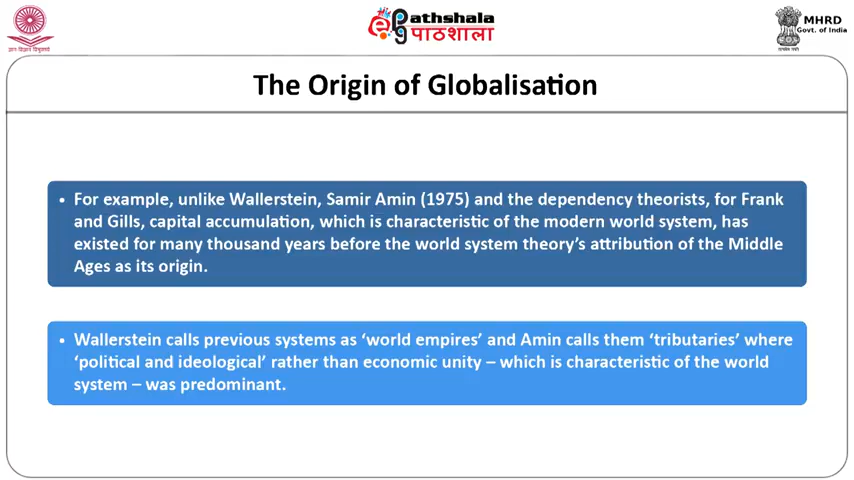 ePathshala
पाठशाला
MHRD
Govt. of India
The Origin of Globalisation
• For example, unlike Wallerstein, Samir Amin (1975) and the dependency theorists, for Frank
and Gills, capital accumulation, which is characteristic of the modern world system, has
existed for many thousand years before the world system theory's attribution of the Middle
Ages as its origin.
• Wallerstein calls previous systems as 'world empires' and Amin calls them 'tributaries' where
'political and ideological' rather than economic unity – which is characteristic of the world
system – was predominant.